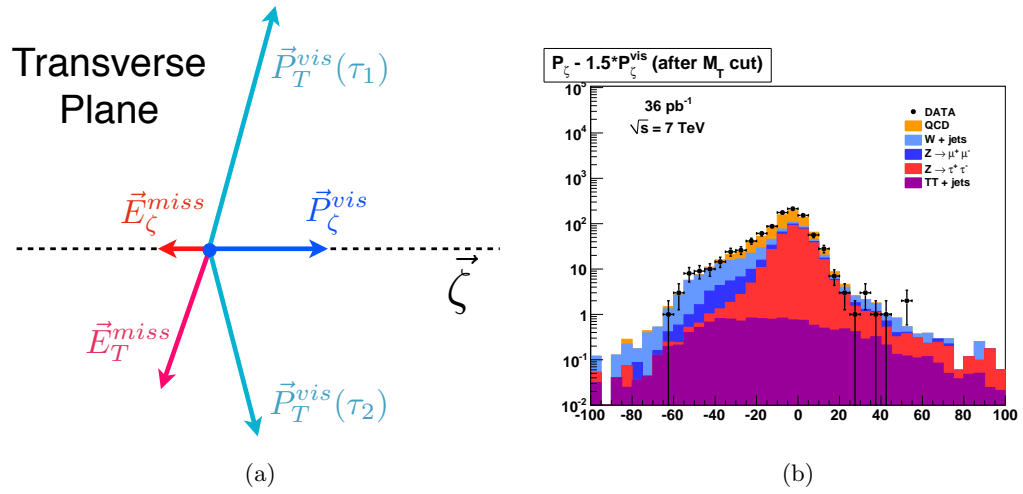 Transverse
Plane
P⃗_T^{vis}(τ₁)
E⃗_ζ^{miss}
P⃗_ζ^{vis}
ζ⃗
E⃗_T^{miss}
P⃗_T^{vis}(τ₂)
(a)
P_ζ - 1.5*P_ζ^{vis} (after M_T cut)
36 pb⁻¹
√s = 7 TeV
DATA
QCD
W + jets
Z → μ⁺ μ⁻
Z → τ⁺ τ⁻
TT + jets
10⁵
10⁴
10³
10²
10
1
10⁻¹
10⁻²
-100 -80 -60 -40 -20 0 20 40 60 80 100
(b)